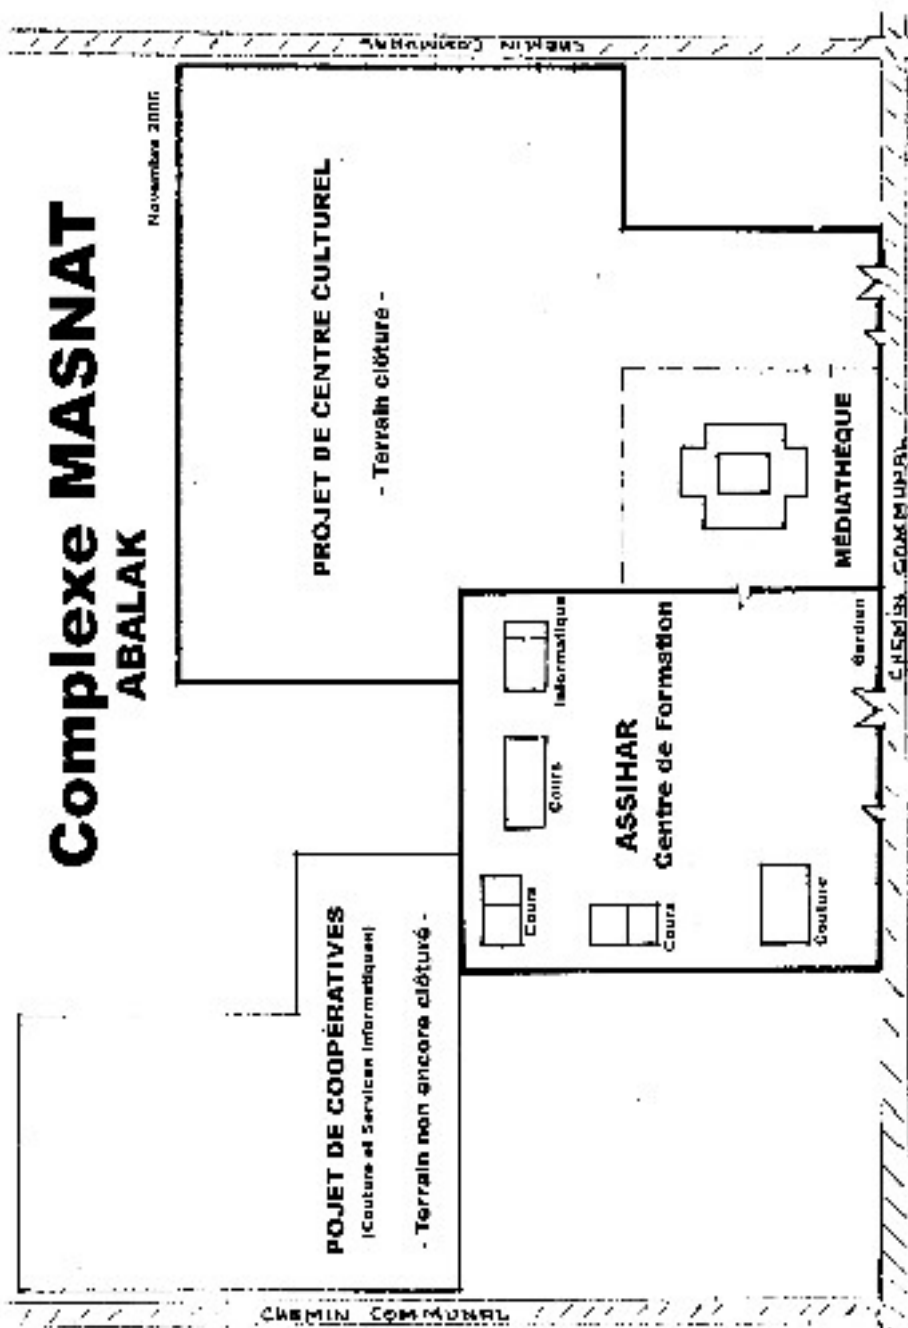 Complexe MASNAT
ABALAK
CHEMIN COMMUNAL
PROJET DE CENTRE CULTUREL
- Terrain clôturé -
POJET DE COOPÉRATIVES
(Couture et Services Informatiques)
- Terrain non encore clôturé -
Cours
Cours
Informatique
ASSIHAR
Centre de Formation
Cours
Couture
Gardien
MÉDIATHÈQUE
CHEMIN COMMUNAL
CHEMIN COMMUNAL
Novembre